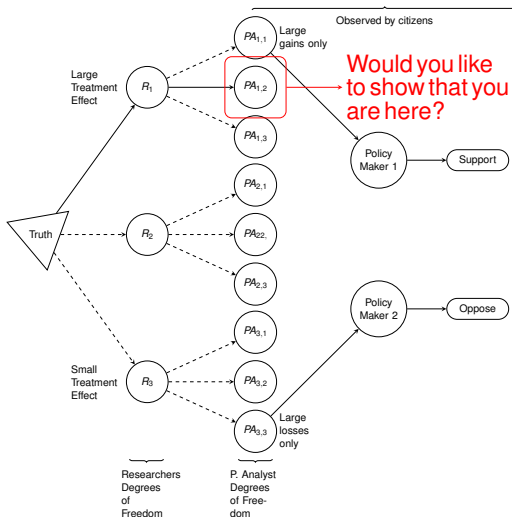 Observed by citizens
PA1,1
Large
gains only
Would you like
to show that you
are here?
Large
Treatment
Effect
R1
PA1,2
PA1,3
Policy
Maker 1
Support
PA2,1
Truth
R2
PA22,
PA2,3
Policy
Maker 2
Oppose
PA3,1
Small
Treatment
Effect
R3
PA3,2
PA3,3
Large
losses
only
Researchers
Degrees
of
Freedom
P. Analyst
Degrees
of Free-
dom